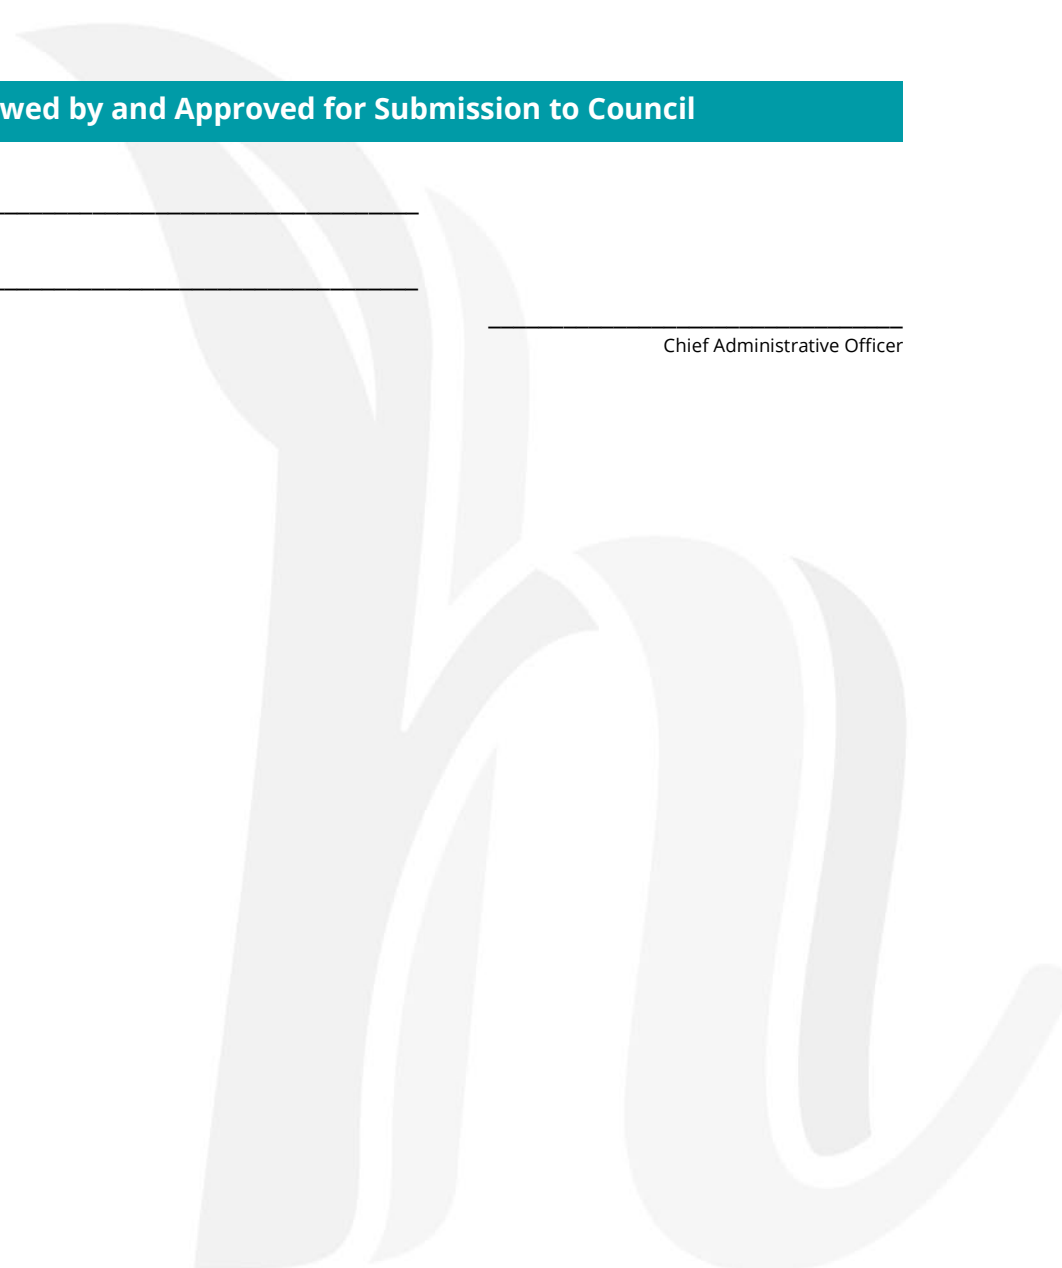 wed by and Approved for Submission to Council
Chief Administrative Officer